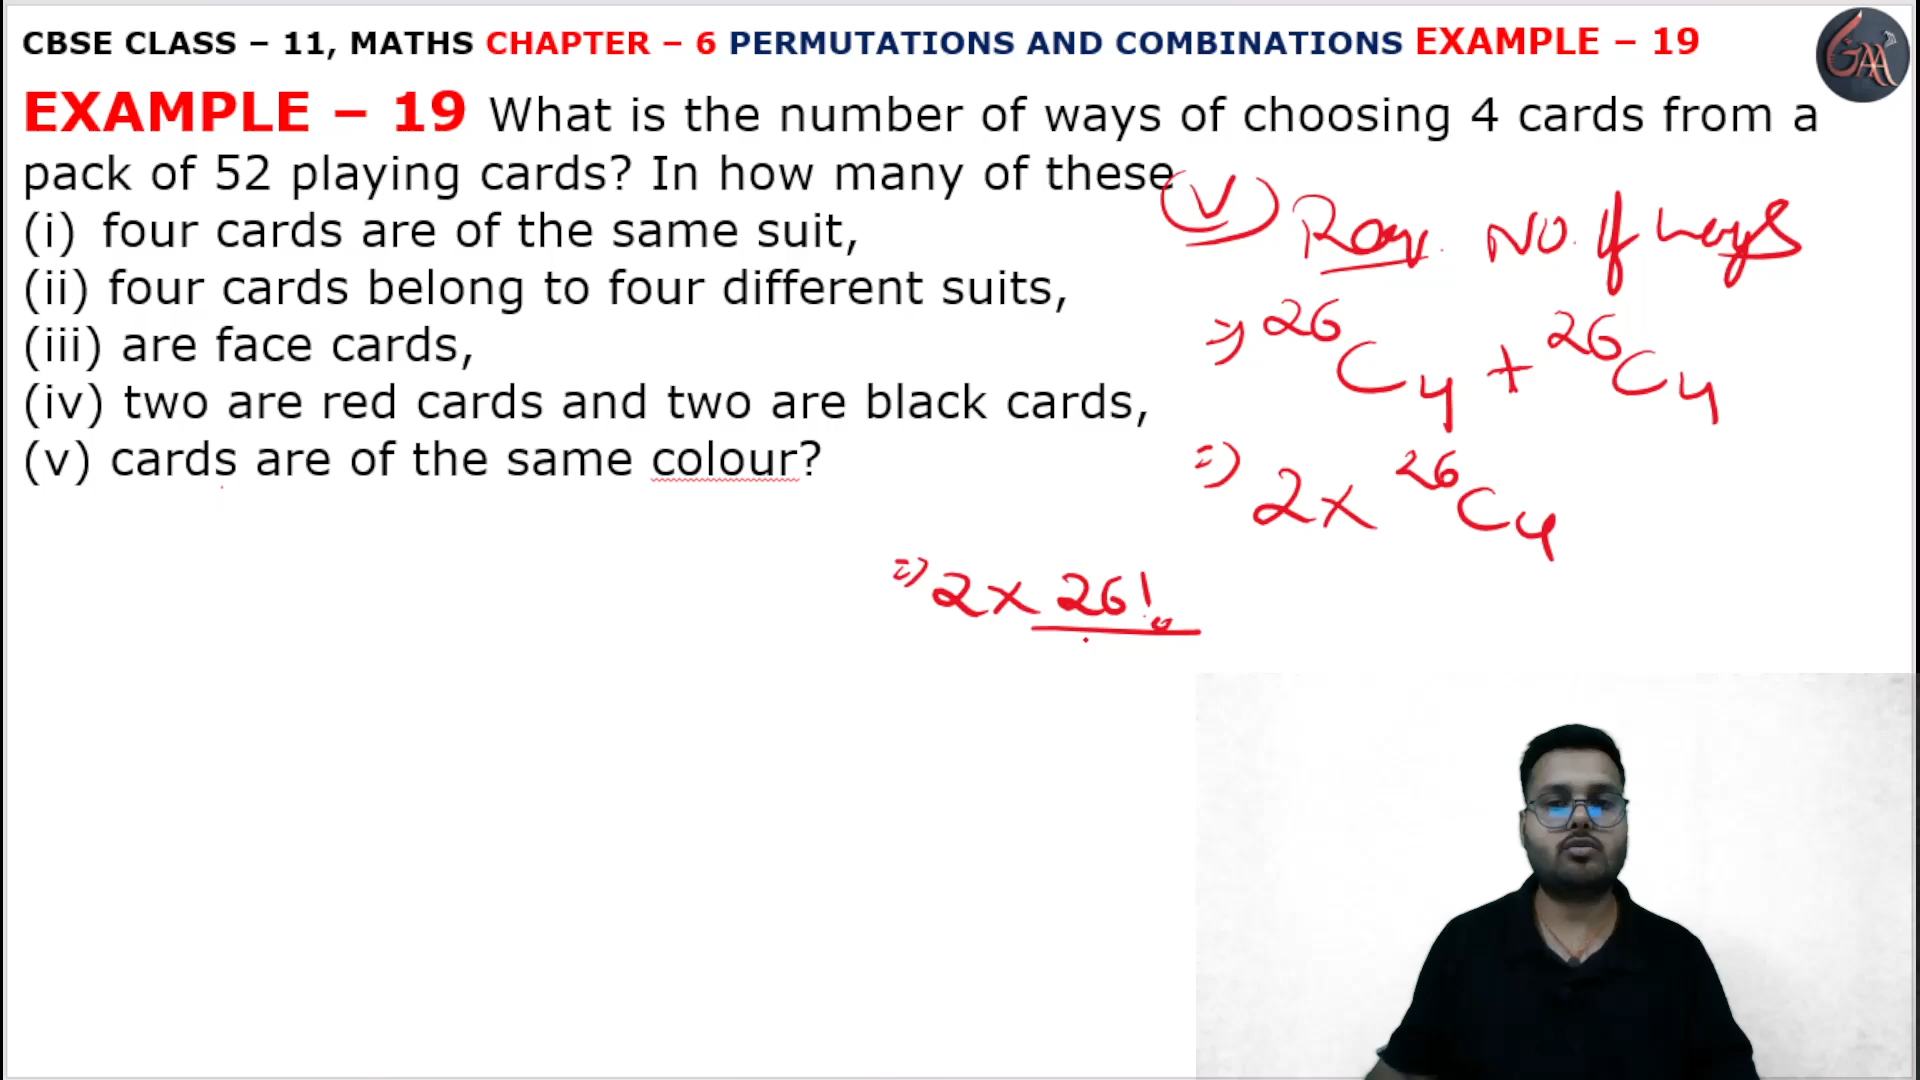 CBSE CLASS – 11, MATHS CHAPTER – 6 PERMUTATIONS AND COMBINATIONS EXAMPLE – 19
EXAMPLE – 19 What is the number of ways of choosing 4 cards from a
pack of 52 playing cards? In how many of these
(i) four cards are of the same suit,
(ii) four cards belong to four different suits,
(iii) are face cards,
(iv) two are red cards and two are black cards,
(v) cards are of the same colour?
(V) No. of ways
⇒ ²⁶C₄ + ²⁶C₄
⇒ 2 × ²⁶C₄
⇒ 2 × 26!